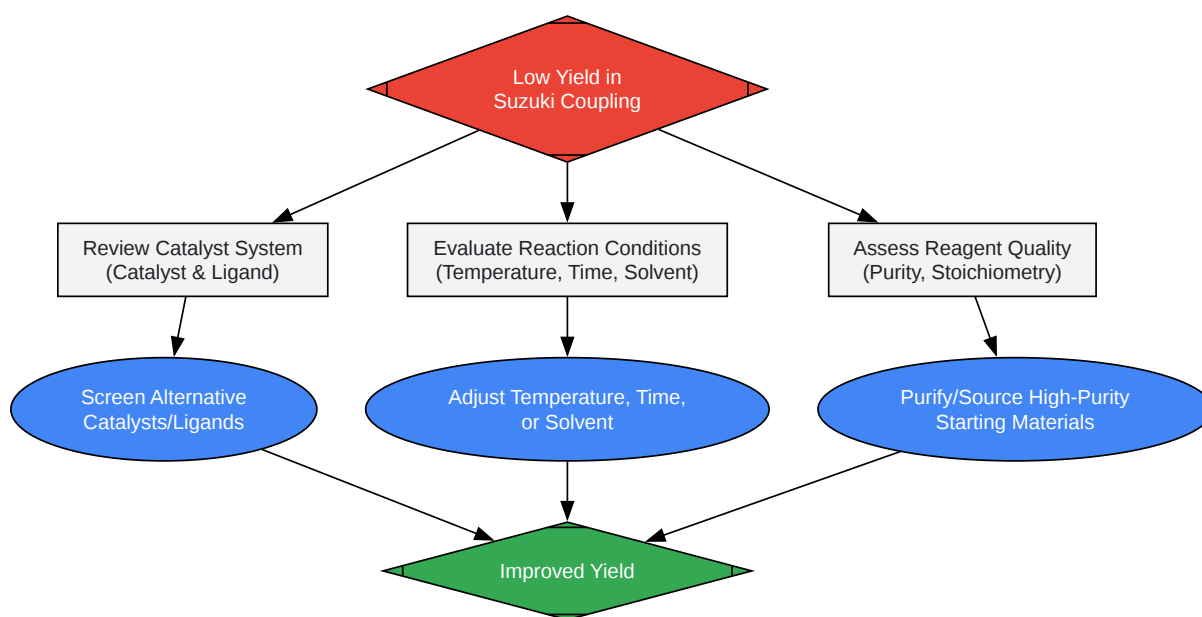 Low Yield in
Suzuki Coupling
Review Catalyst System
(Catalyst & Ligand)
Evaluate Reaction Conditions
(Temperature, Time, Solvent)
Assess Reagent Quality
(Purity, Stoichiometry)
Screen Alternative
Catalysts/Ligands
Adjust Temperature, Time,
or Solvent
Purify/Source High-Purity
Starting Materials
Improved Yield